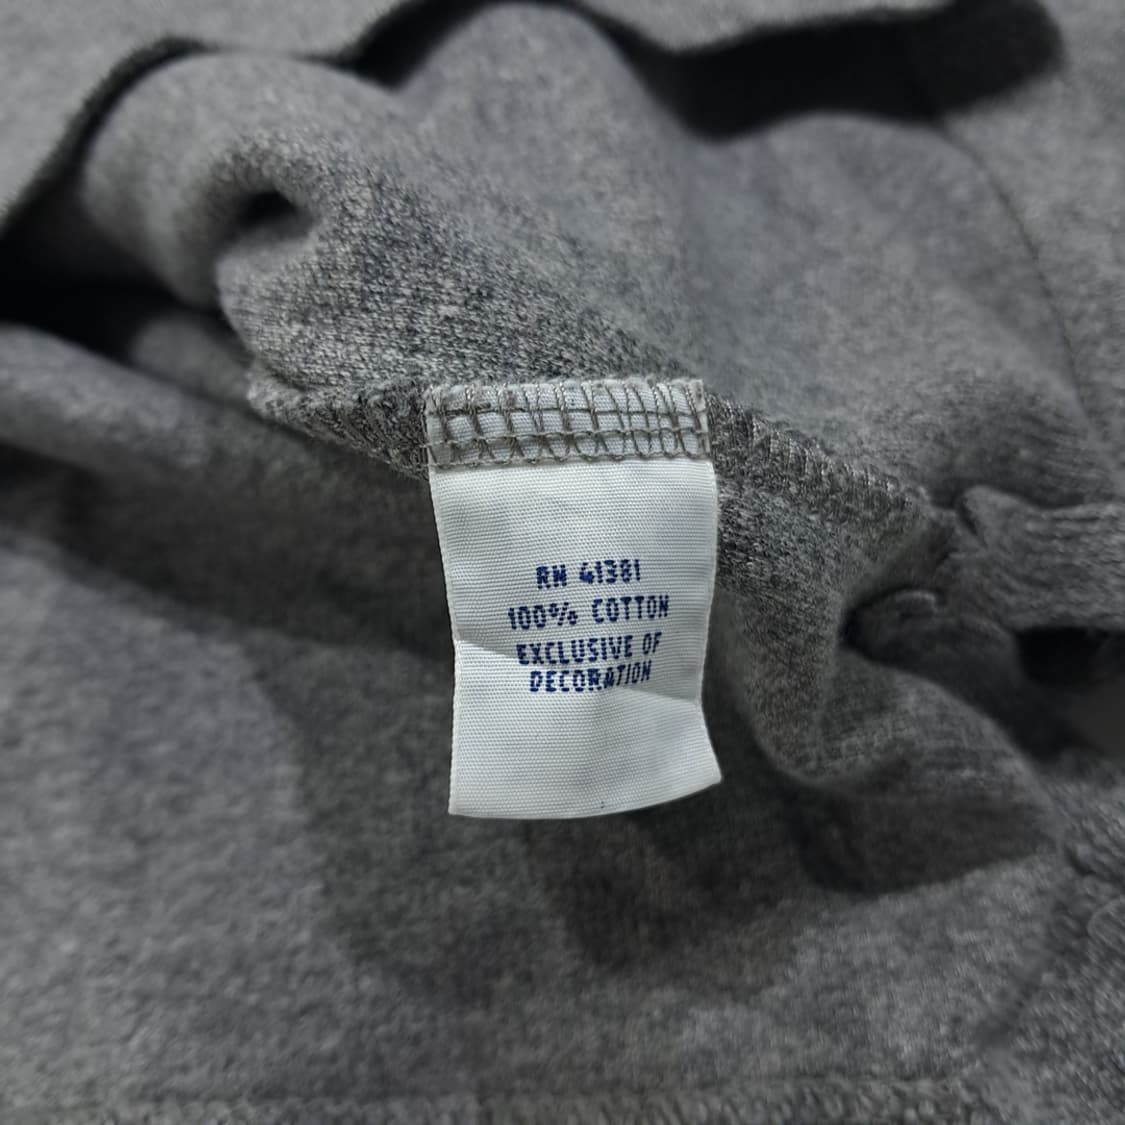 RN 41381
100% COTTON
EXCLUSIVE OF
DECORATION